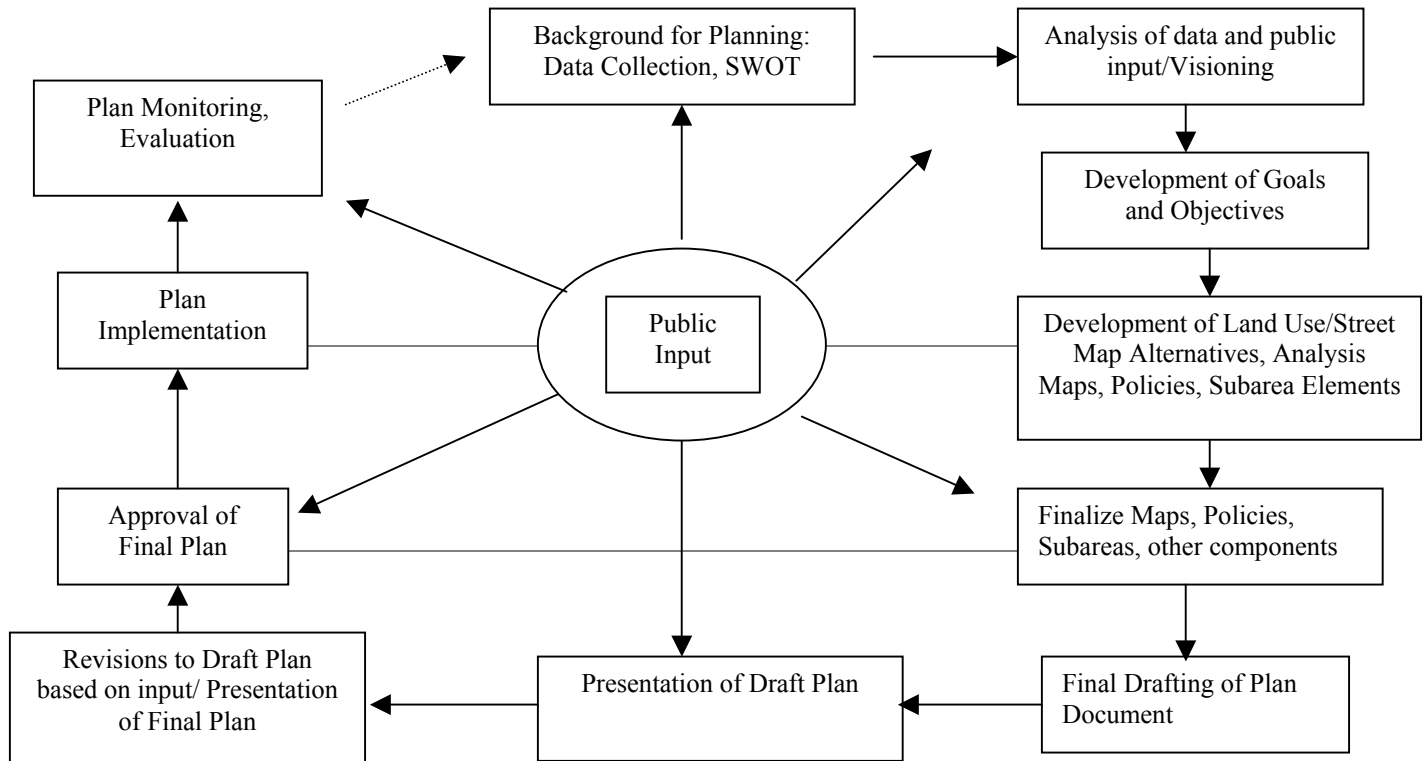 Background for Planning:
Data Collection, SWOT
Analysis of data and public
input/Visioning
Development of Goals
and Objectives
Development of Land Use/Street
Map Alternatives, Analysis
Maps, Policies, Subarea Elements
Finalize Maps, Policies,
Subareas, other components
Final Drafting of Plan
Document
Presentation of Draft Plan
Revisions to Draft Plan
based on input/ Presentation
of Final Plan
Approval of
Final Plan
Plan
Implementation
Plan Monitoring,
Evaluation
Public
Input